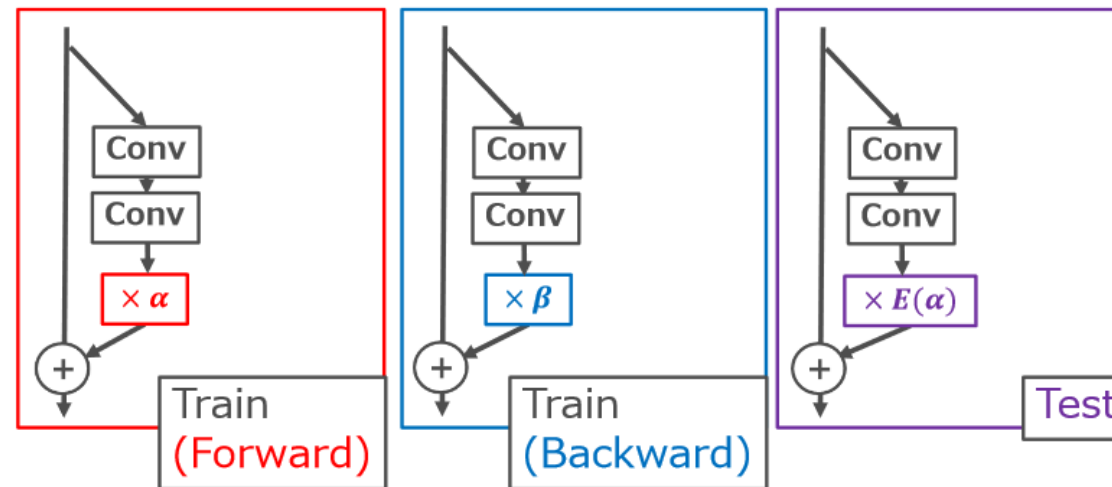 Conv
Conv
× α
+
Train
(Forward)
Conv
Conv
× β
+
Train
(Backward)
Conv
Conv
× E(α)
+
Test